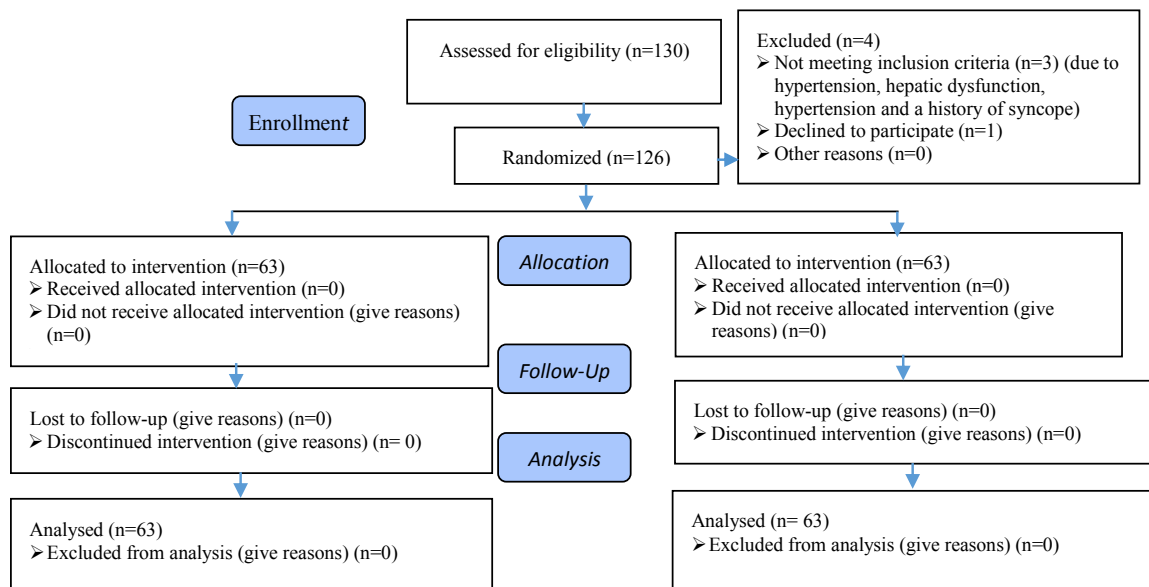 Assessed for eligibility (n=130)
Excluded (n=4)
➢ Not meeting inclusion criteria (n=3) (due to
hypertension, hepatic dysfunction,
hypertension and a history of syncope)
➢ Declined to participate (n=1)
➢ Other reasons (n=0)
Enrollment
Randomized (n=126)
Allocated to intervention (n=63)
➢ Received allocated intervention (n=0)
➢ Did not receive allocated intervention (give reasons)
(n=0)
Allocation
Allocated to intervention (n=63)
➢ Received allocated intervention (n=0)
➢ Did not receive allocated intervention (give
reasons) (n=0)
Follow-Up
Lost to follow-up (give reasons) (n=0)
➢ Discontinued intervention (give reasons) (n= 0)
Lost to follow-up (give reasons) (n=0)
➢ Discontinued intervention (give reasons) (n=0)
Analysis
Analysed (n=63)
➢ Excluded from analysis (give reasons) (n=0)
Analysed (n= 63)
➢ Excluded from analysis (give reasons) (n=0)